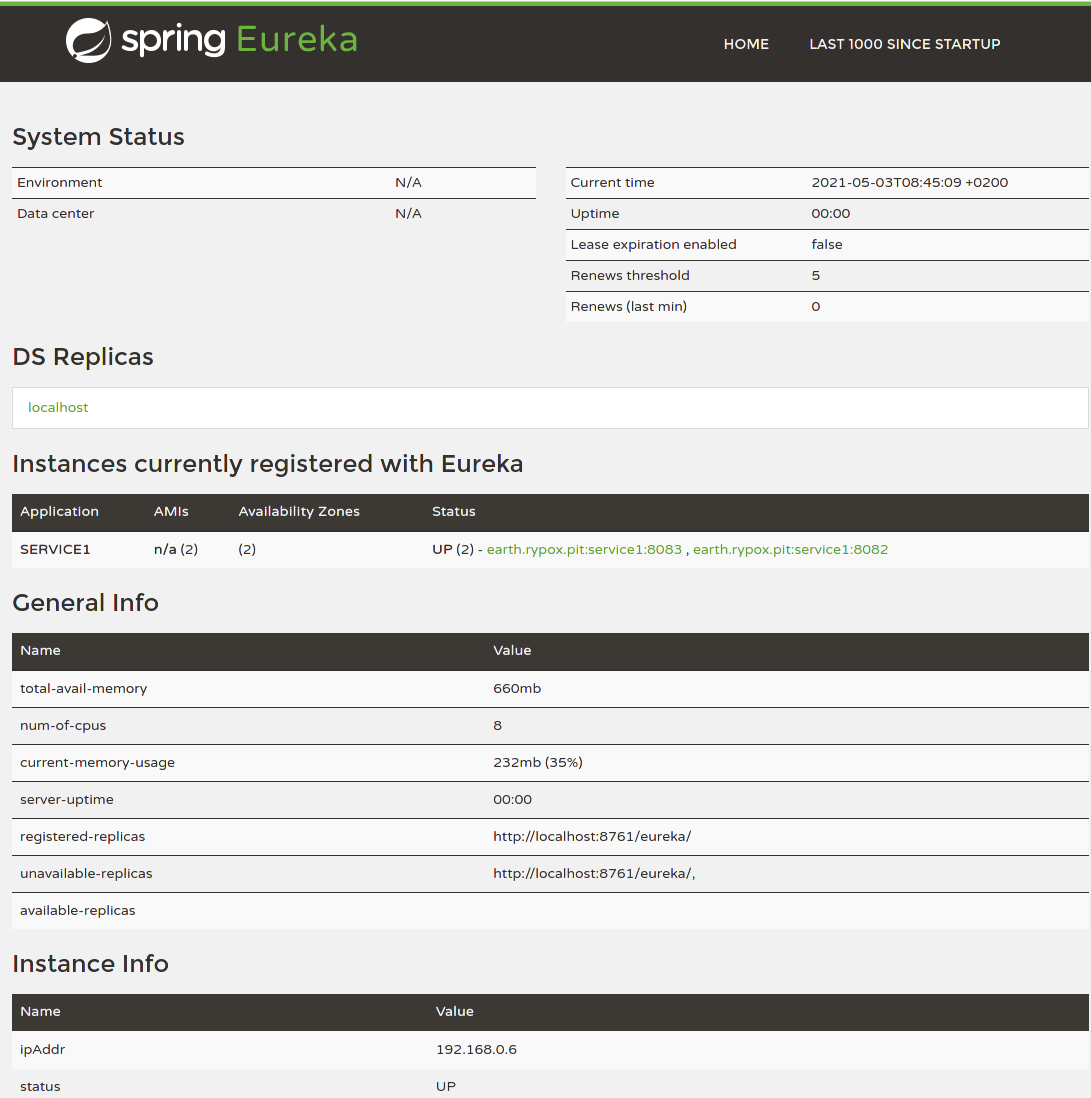 spring Eureka
HOME LAST 1000 SINCE STARTUP
System Status
Environment N/A
Data center N/A
Current time 2021-05-03T08:45:09 +0200
Uptime 00:00
Lease expiration enabled false
Renews threshold 5
Renews (last min) 0
DS Replicas
localhost
Instances currently registered with Eureka
Application AMIs Availability Zones Status
SERVICE1 n/a (2) (2) UP (2) - earth.rypox.pit:service1:8083 , earth.rypox.pit:service1:8082
General Info
Name Value
total-avail-memory 660mb
num-of-cpus 8
current-memory-usage 232mb (35%)
server-uptime 00:00
registered-replicas http://localhost:8761/eureka/
unavailable-replicas http://localhost:8761/eureka/,
available-replicas
Instance Info
Name Value
ipAddr 192.168.0.6
status UP